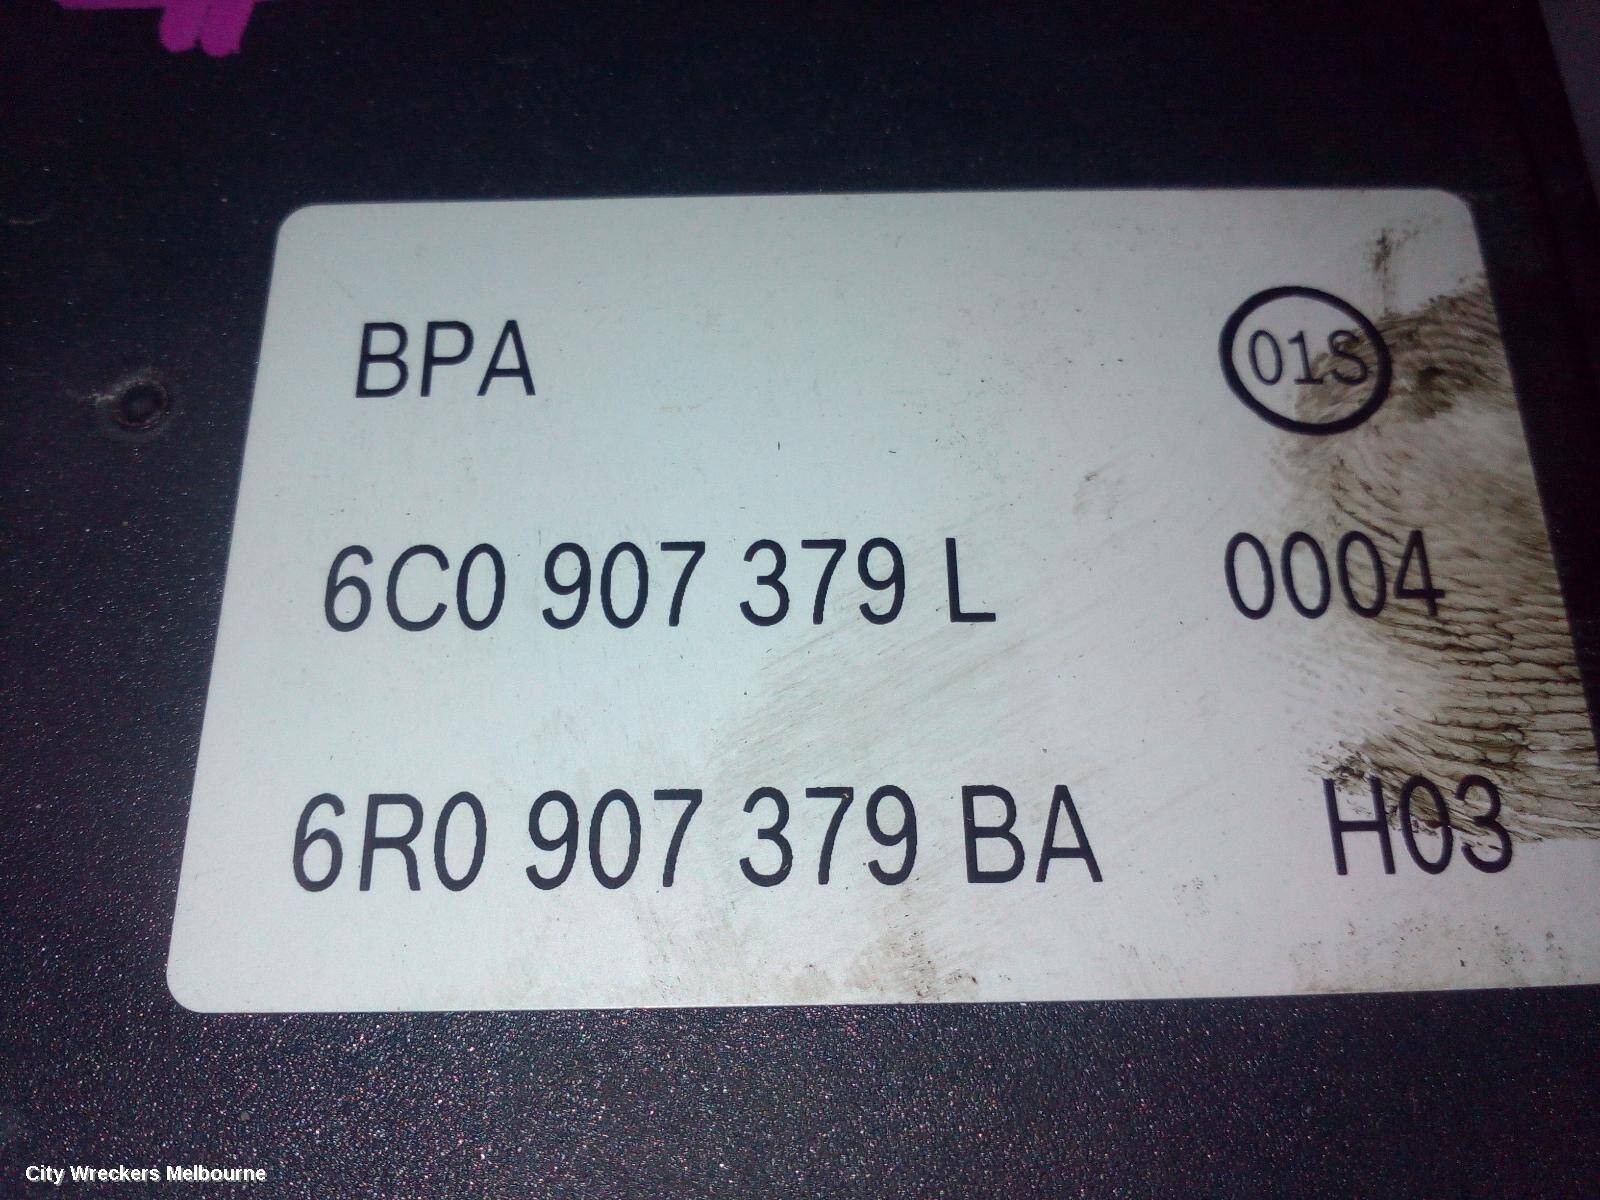 BPA 01S
6C0 907 379 L 0004
6R0 907 379 BA H03
City Wreckers Melbourne